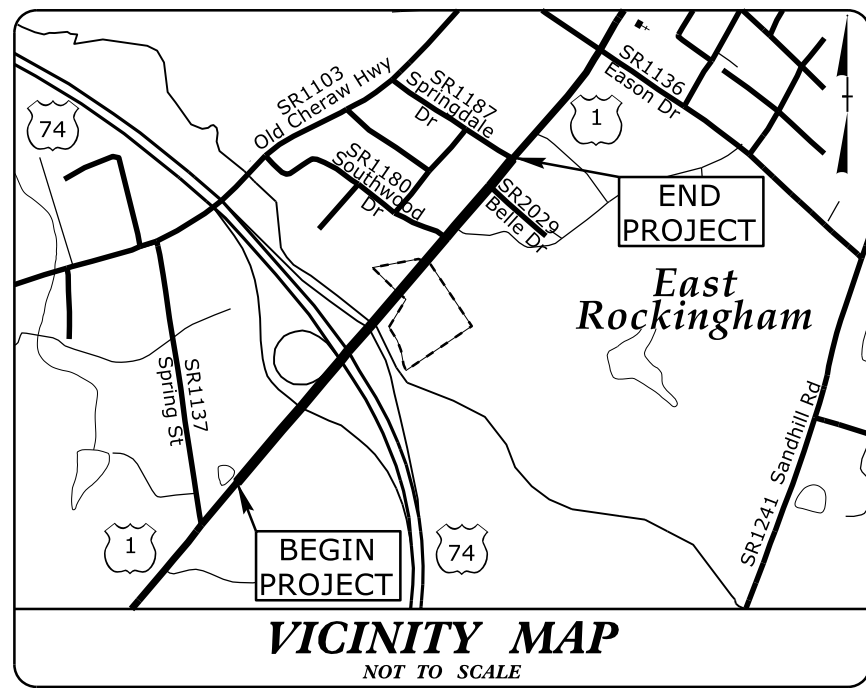 SR1103
Old Cheraw Hwy
SR1187
Springdale
Dr
SR1136
Eason Dr
74
1
SR1180
Southwood
Dr
SR2029
Belle Dr
END
PROJECT
East
Rockingham
SR1137
Spring St
SR1241 Sandhill Rd
1
BEGIN
PROJECT
74
VICINITY MAP
NOT TO SCALE